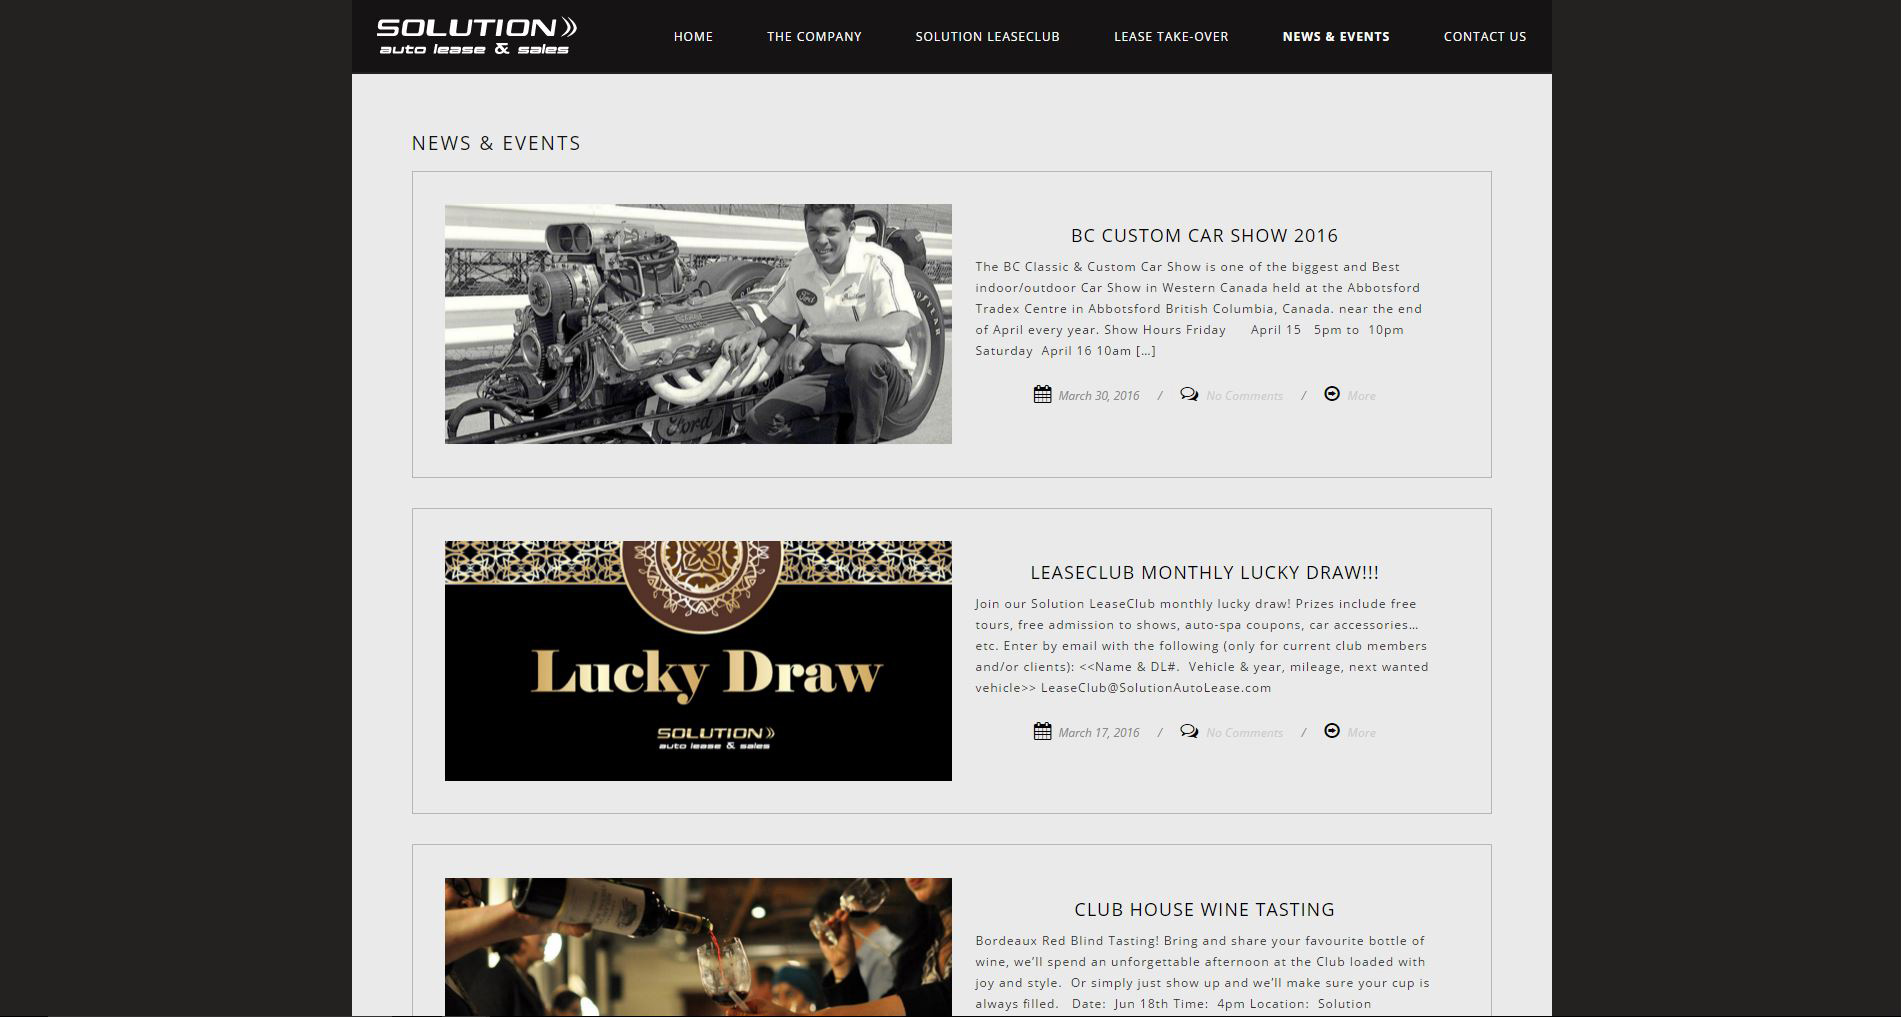 SOLUTION
auto lease & sales
HOME
THE COMPANY
SOLUTION LEASECLUB
LEASE TAKE-OVER
NEWS & EVENTS
CONTACT US
NEWS & EVENTS
Ford
GOODYEAR
Ford
BC CUSTOM CAR SHOW 2016
The BC Classic & Custom Car Show is one of the biggest and Best
indoor/outdoor Car Show in Western Canada held at the Abbotsford
Tradex Centre in Abbotsford British Columbia, Canada. near the end
of April every year. Show Hours Friday April 15 5pm to 10pm
Saturday April 16 10am [...]
March 30, 2016 / No Comments / More
Lucky Draw
SOLUTION
auto lease & sales
LEASECLUB MONTHLY LUCKY DRAW!!!
Join our Solution LeaseClub monthly lucky draw! Prizes include free
tours, free admission to shows, auto-spa coupons, car accessories…
etc. Enter by email with the following (only for current club members
and/or clients): <<Name & DL#. Vehicle & year, mileage, next wanted
vehicle>> LeaseClub@SolutionAutoLease.com
March 17, 2016 / No Comments / More
CLUB HOUSE WINE TASTING
Bordeaux Red Blind Tasting! Bring and share your favourite bottle of
wine, we’ll spend an unforgettable afternoon at the Club loaded with
joy and style. Or simply just show up and we’ll make sure your cup is
always filled. Date: Jun 18th Time: 4pm Location: Solution